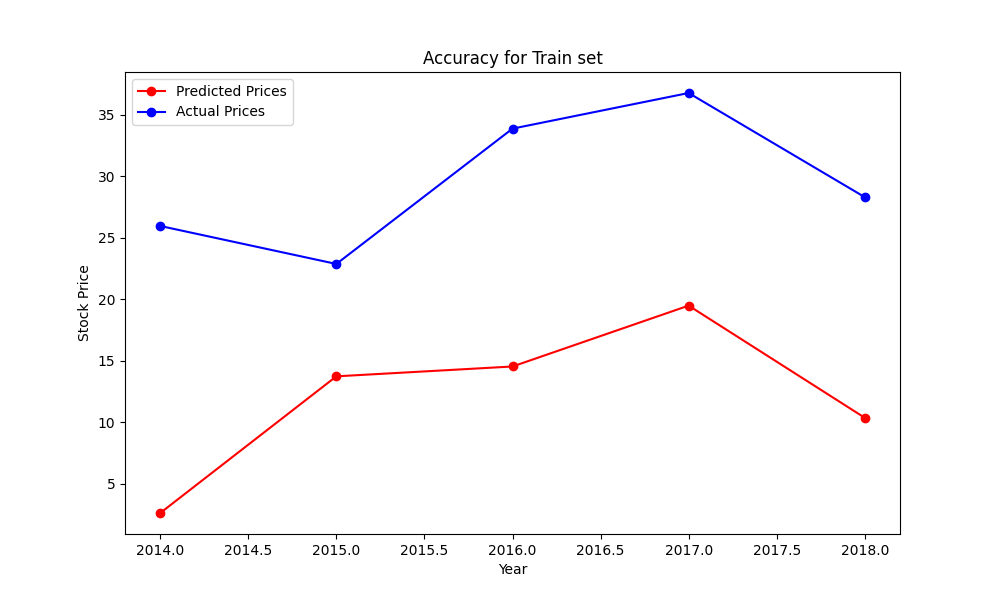 Accuracy for Train set
Predicted Prices
Actual Prices
Stock Price
35
30
25
20
15
10
5
2014.0 2014.5 2015.0 2015.5 2016.0 2016.5 2017.0 2017.5 2018.0
Year